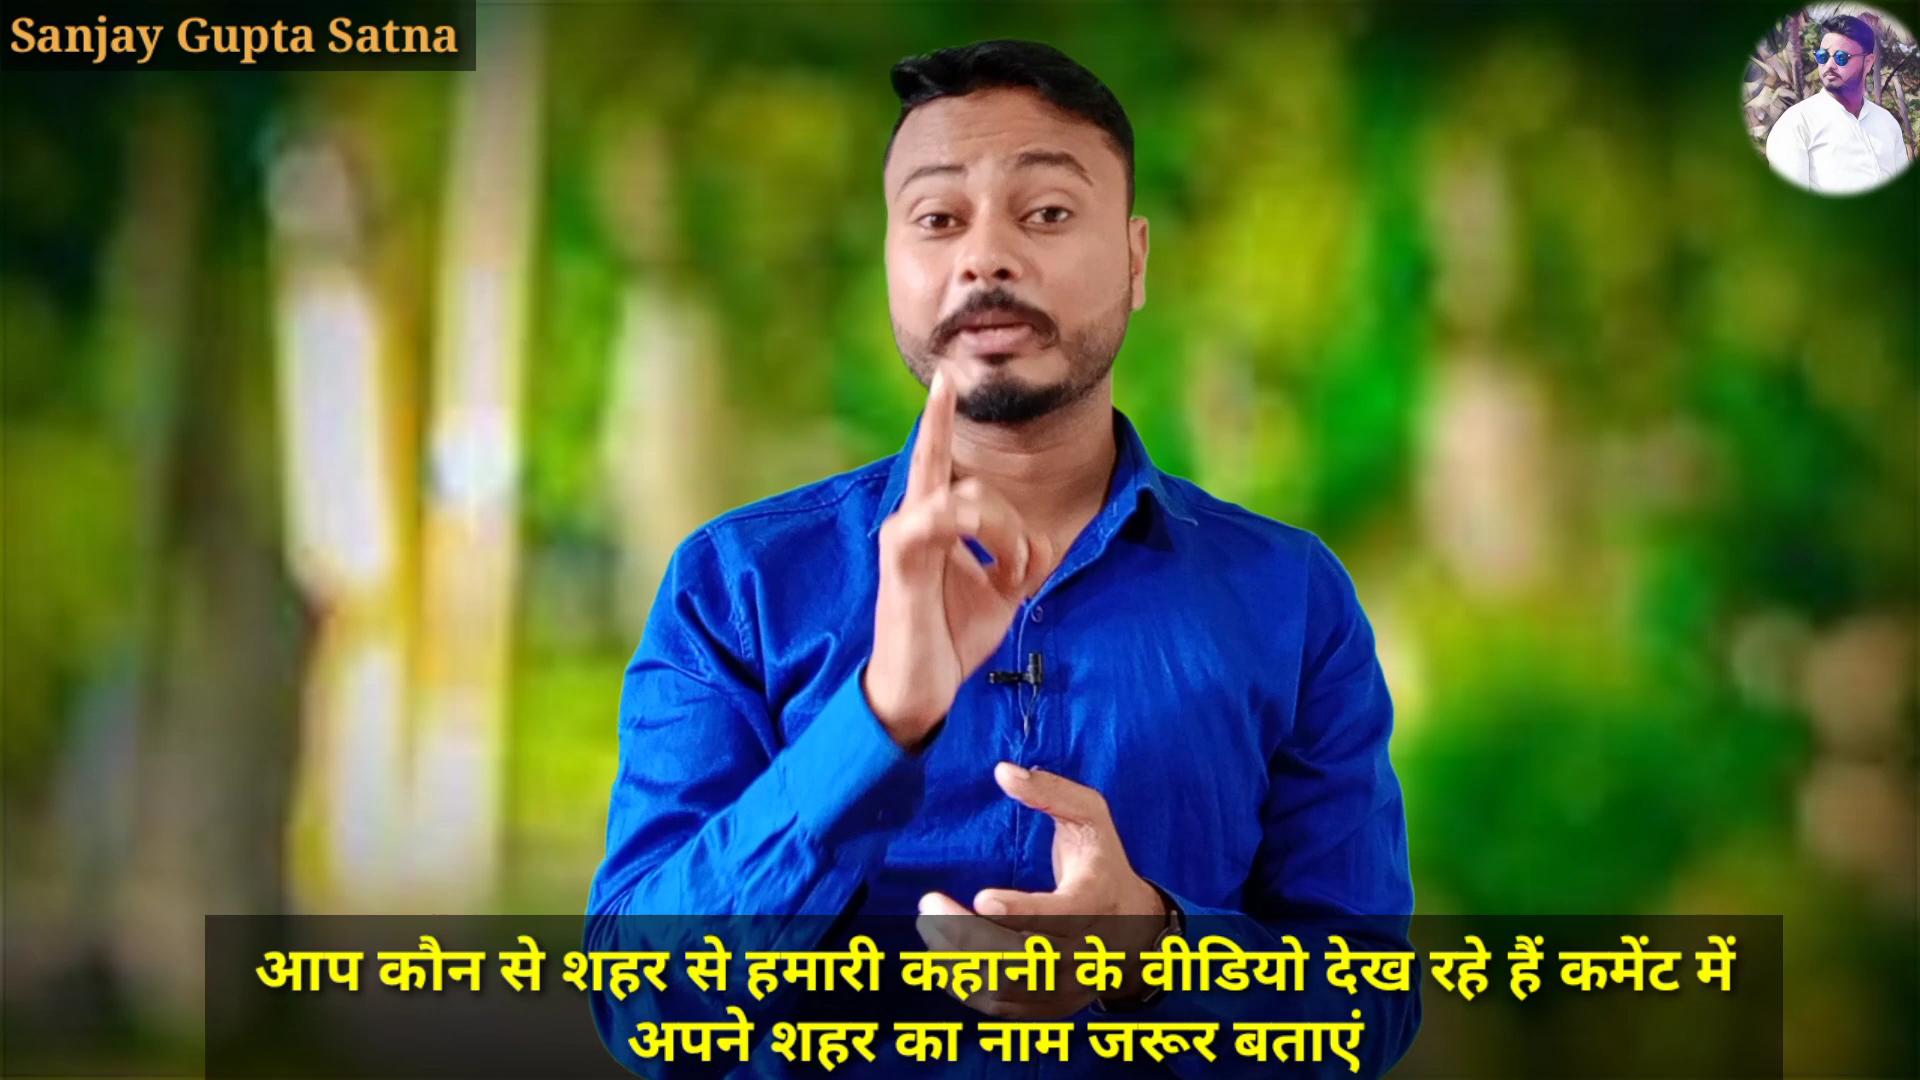 Sanjay Gupta Satna
आप कौन से शहर से हमारी कहानी के वीडियो देख रहे हैं कमेंट में
अपने शहर का नाम जरूर बताएं